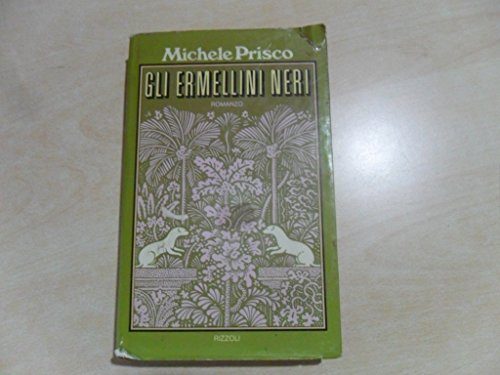 Michele Prisco
GLI ERMELLINI NERI
ROMANZO
RIZZOLI